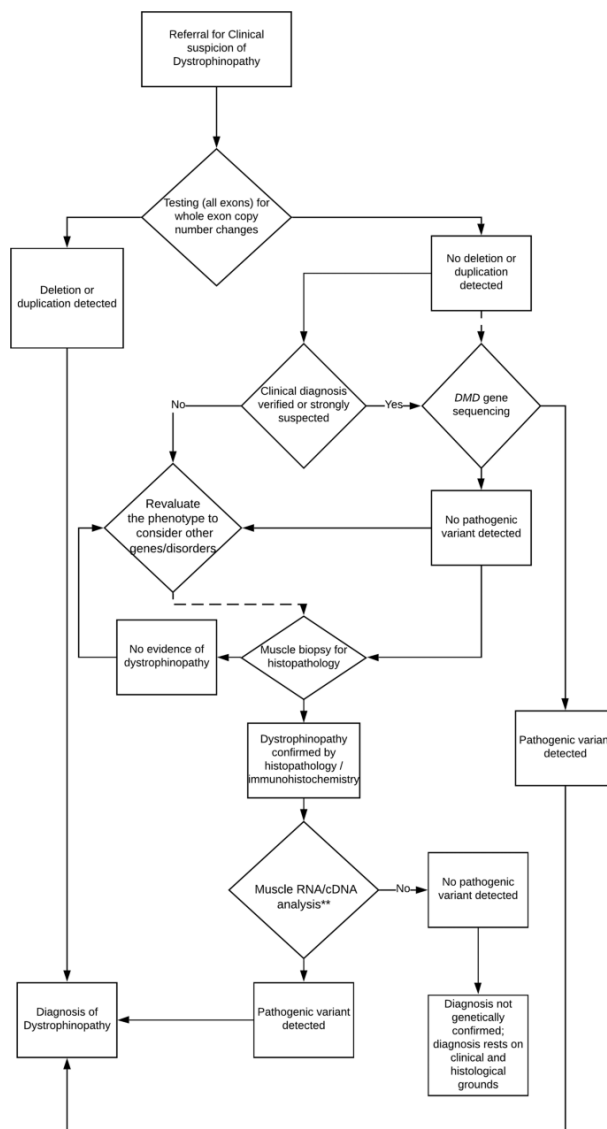 Referral for Clinical
suspicion of
Dystrophinopathy
Testing (all exons) for
whole exon copy
number changes
Deletion or
duplication detected
No deletion or
duplication
detected
Clinical diagnosis
verified or strongly
suspected
No
Yes
DMD gene
sequencing
Revaluate
the phenotype to
consider other
genes/disorders
No pathogenic
variant detected
No evidence of
dystrophinopathy
Muscle biopsy for
histopathology
Dystrophinopathy
confirmed by
histopathology /
immunohistochemistry
Pathogenic variant
detected
Muscle RNA/cDNA
analysis**
No
No pathogenic
variant detected
Diagnosis of
Dystrophinopathy
Pathogenic variant
detected
Diagnosis not
genetically
confirmed;
diagnosis rests on
clinical and
histological
grounds